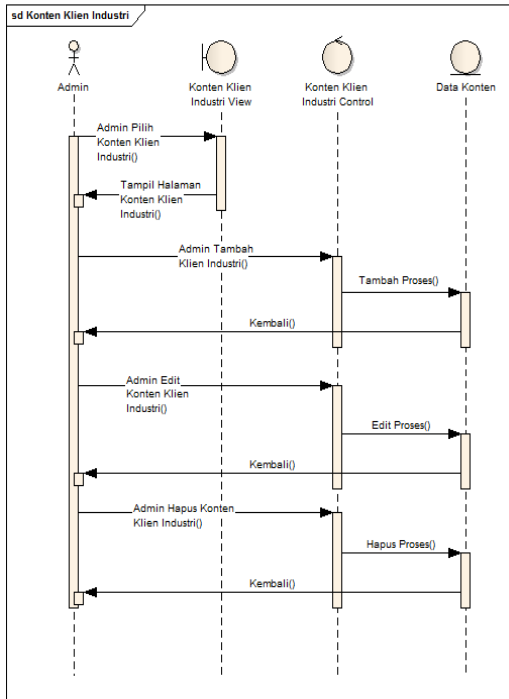 sd Konten Klien Industri
Admin
Konten Klien
Industri View
Konten Klien
Industri Control
Data Konten
Admin Pilih
Konten Klien
Industri()
Tampil Halaman
Konten Klien
Industri()
Admin Tambah
Klien Industri()
Tambah Proses()
Kembali()
Admin Edit
Konten Klien
Industri()
Edit Proses()
Kembali()
Admin Hapus Konten
Klien Industri()
Hapus Proses()
Kembali()